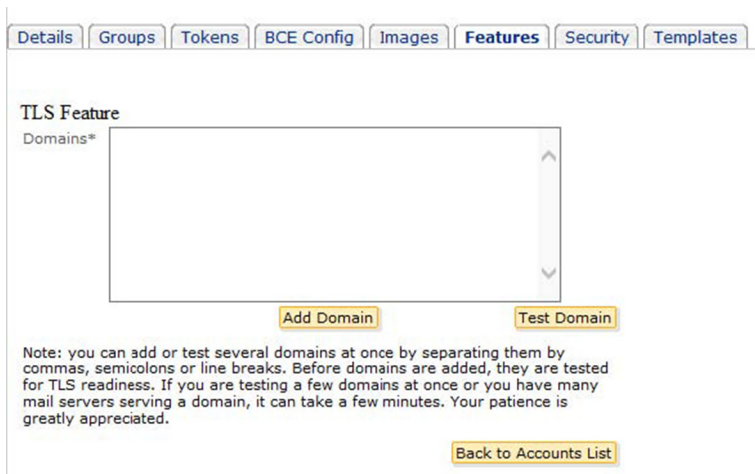 Details Groups Tokens BCE Config Images Features Security Templates
TLS Feature
Domains*
Add Domain Test Domain
Note: you can add or test several domains at once by separating them by
commas, semicolons or line breaks. Before domains are added, they are tested
for TLS readiness. If you are testing a few domains at once or you have many
mail servers serving a domain, it can take a few minutes. Your patience is
greatly appreciated.
Back to Accounts List